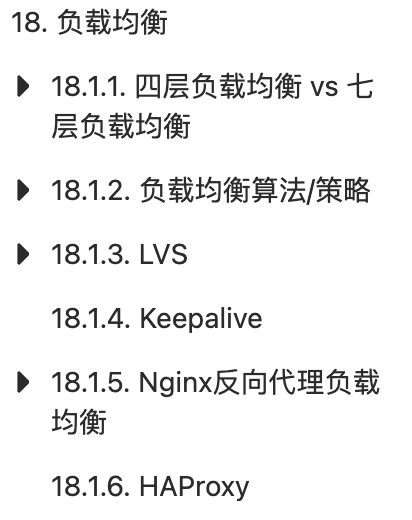 18. 负载均衡
18.1.1. 四层负载均衡 vs 七
层负载均衡
18.1.2. 负载均衡算法/策略
18.1.3. LVS
18.1.4. Keepalive
18.1.5. Nginx反向代理负载
均衡
18.1.6. HAProxy